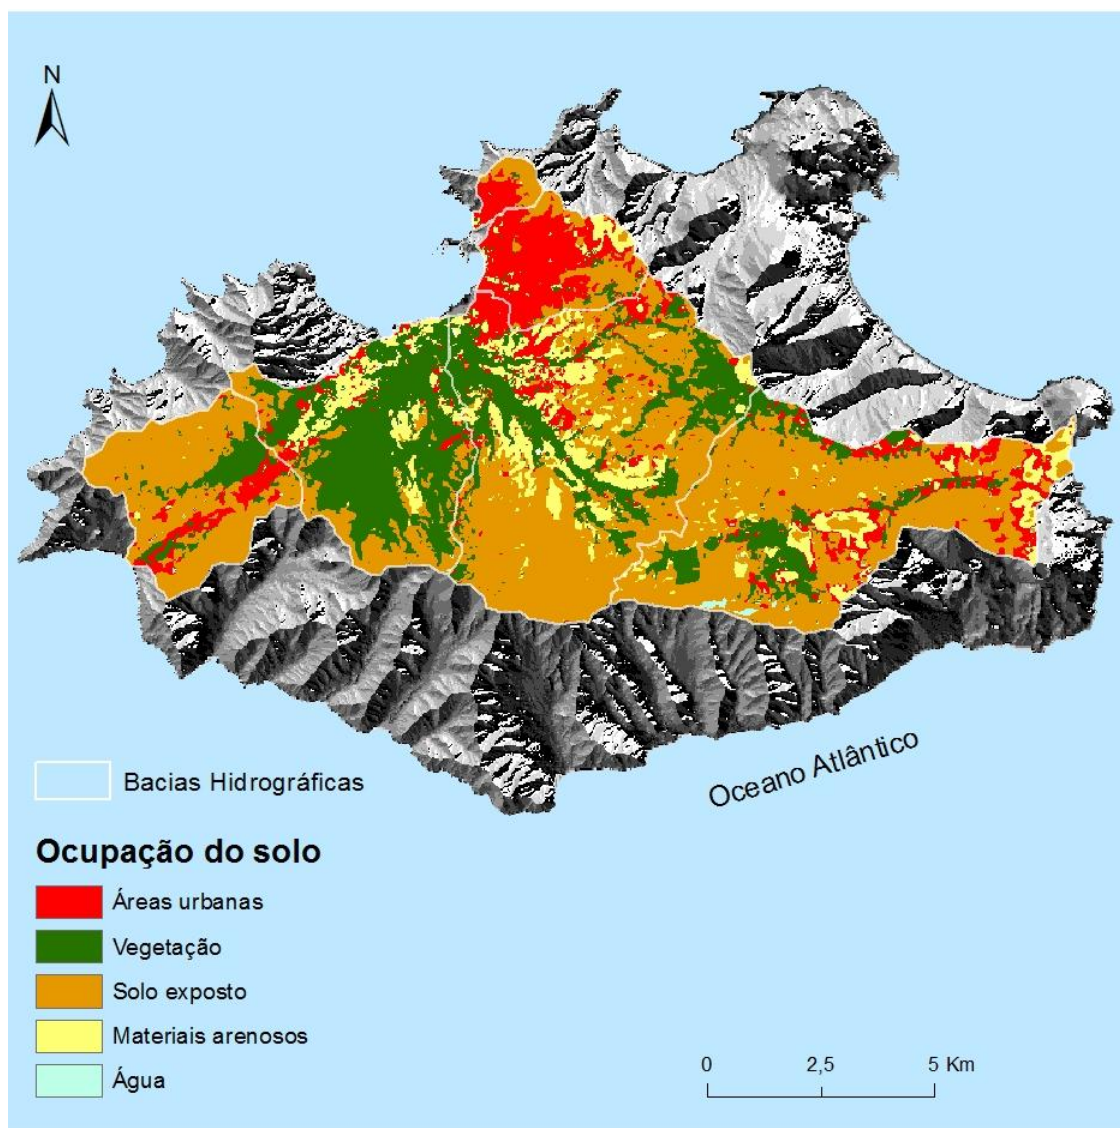 N
Oceano Atlântico
Bacias Hidrográficas
Ocupação do solo
Áreas urbanas
Vegetação
Solo exposto
Materiais arenosos
Água
0 2,5 5 Km